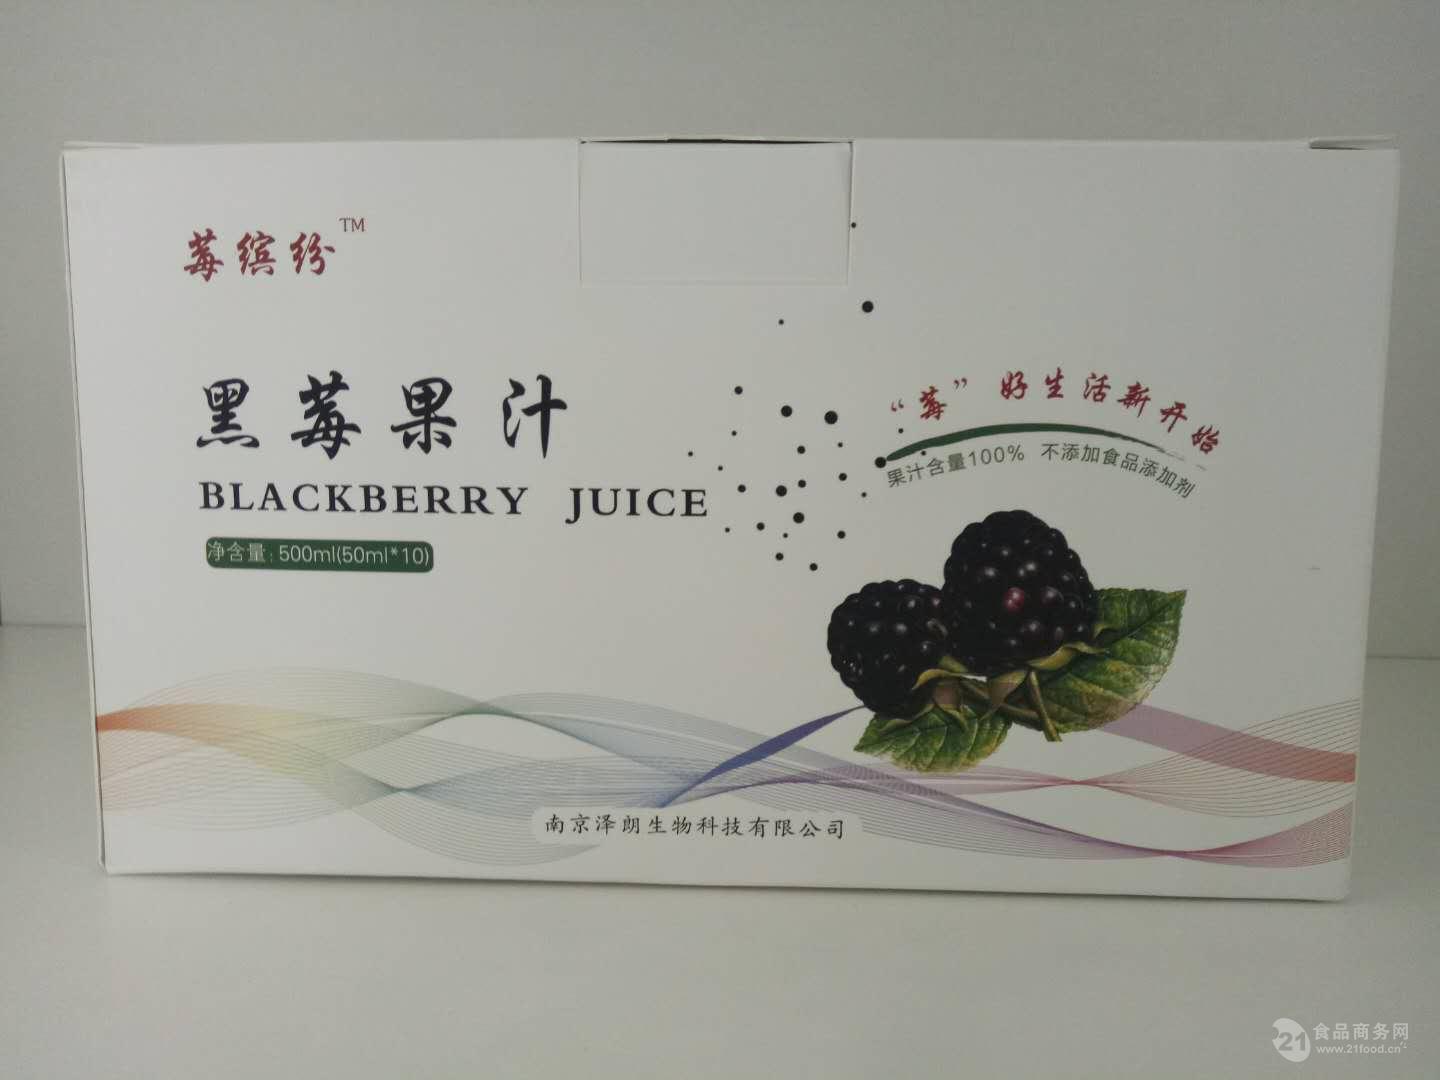 莓缤纷TM
黑莓果汁
BLACKBERRY JUICE
净含量:500ml(50ml*10)
“莓”好生活新开始
果汁含量100% 不添加食品添加剂
南京泽朗生物科技有限公司
21食品商务网
www.21food.cn